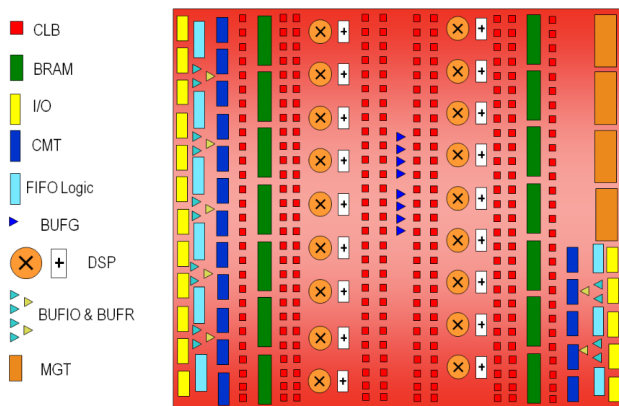 CLB
BRAM
I/O
CMT
FIFO Logic
BUFG
DSP
BUFIO & BUFR
MGT